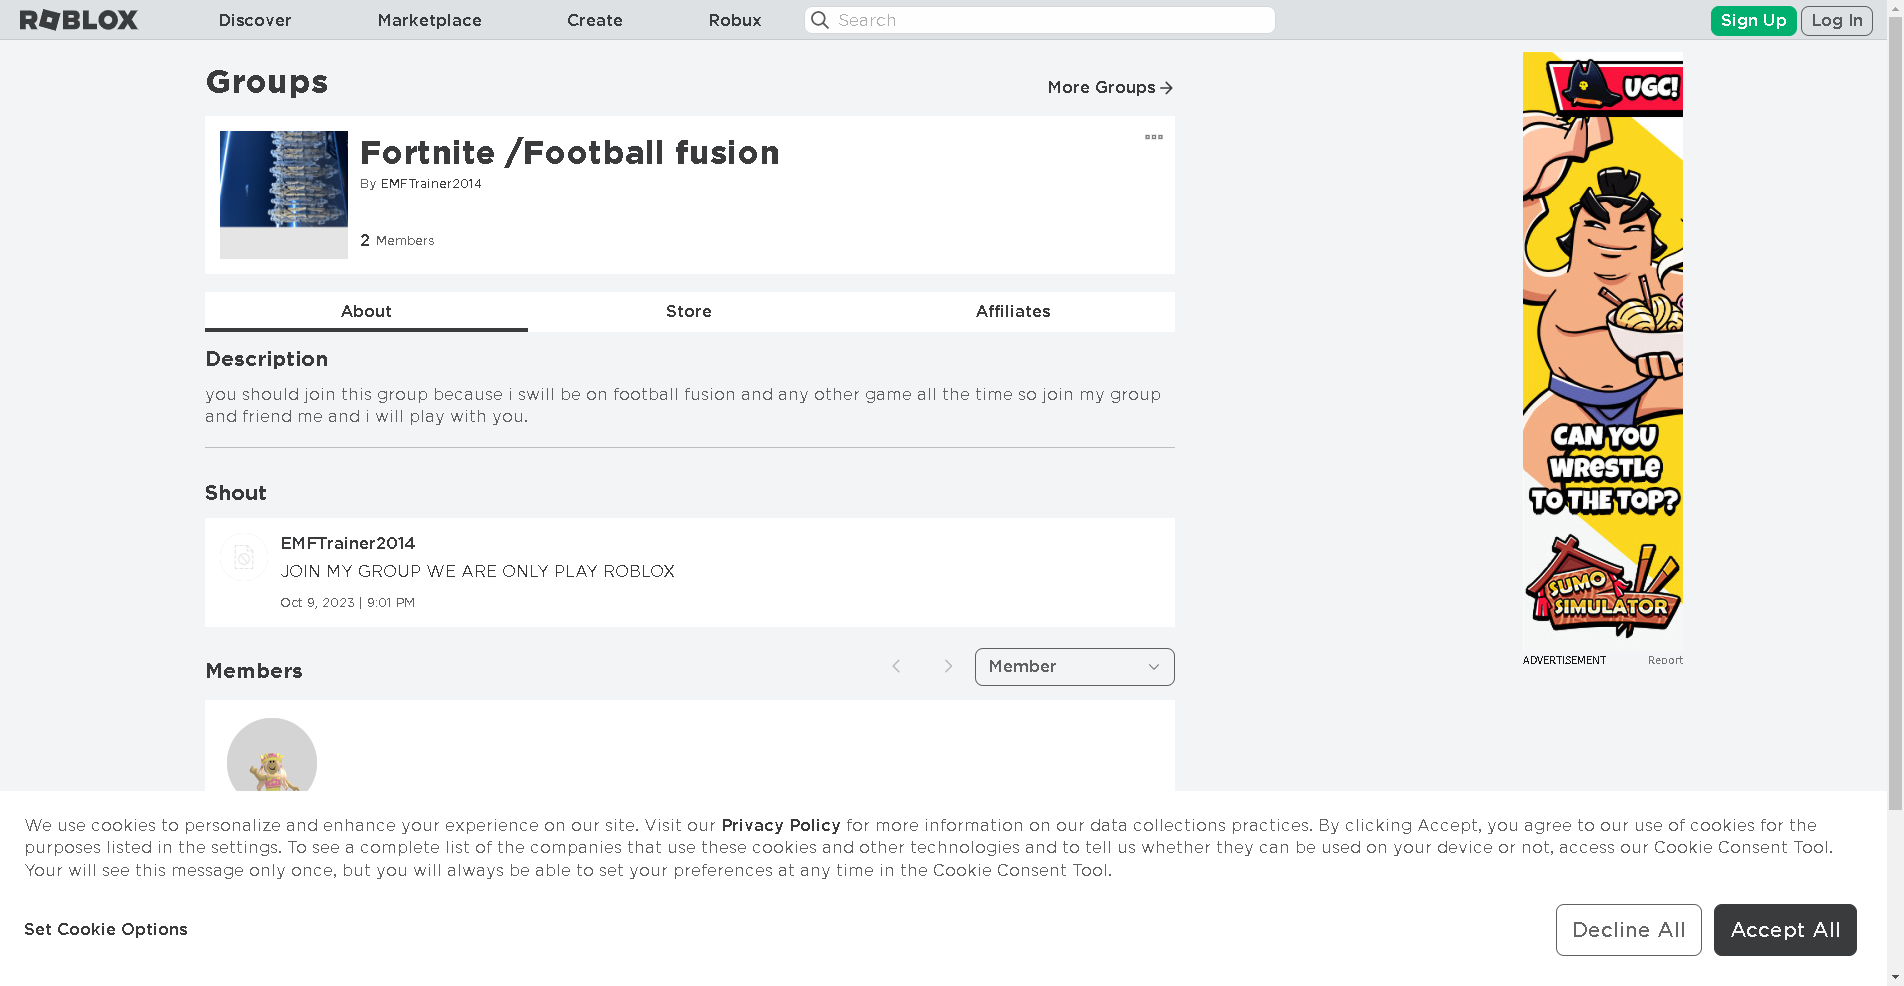 ROBLOX
Discover
Marketplace
Create
Robux
Search
Sign Up
Log In
Groups
More Groups
Fortnite /Football fusion
By EMFTrainer2014
2 Members
About
Store
Affiliates
Description
you should join this group because i swill be on football fusion and any other game all the time so join my group
and friend me and i will play with you.
Shout
EMFTrainer2014
JOIN MY GROUP WE ARE ONLY PLAY ROBLOX
Oct 9, 2023 | 9:01 PM
Members
Member
UGC!
CAN YOU
WRESTLE
TO THE TOP?
SUMO
SIMULATOR
ADVERTISEMENT
Report
We use cookies to personalize and enhance your experience on our site. Visit our Privacy Policy for more information on our data collections practices. By clicking Accept, you agree to our use of cookies for the
purposes listed in the settings. To see a complete list of the companies that use these cookies and other technologies and to tell us whether they can be used on your device or not, access our Cookie Consent Tool.
Your will see this message only once, but you will always be able to set your preferences at any time in the Cookie Consent Tool.
Set Cookie Options
Decline All
Accept All